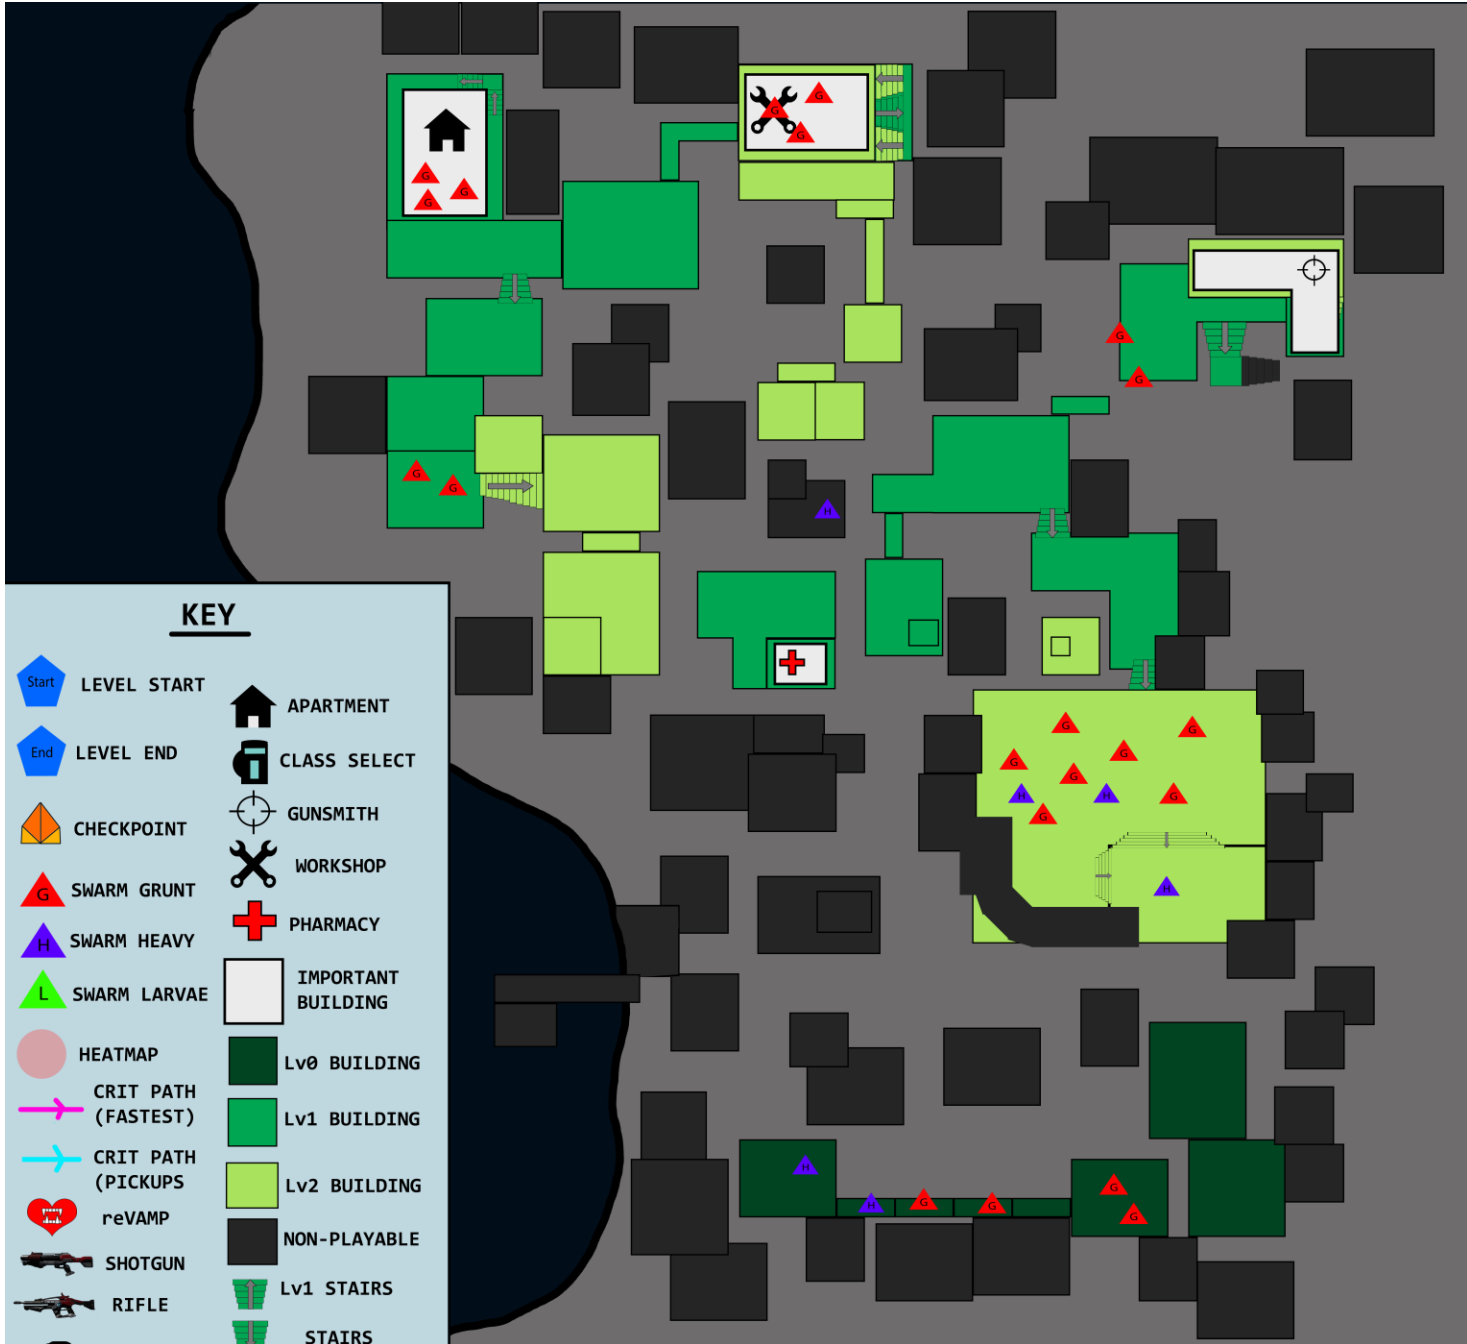 G
G
G
G
G
G
G
G
G
G
H
G
G
G
G
G
H
H
G
G
H
H
H
G
G
G
G
KEY
Start
LEVEL START
End
LEVEL END
CHECKPOINT
G
SWARM GRUNT
H
SWARM HEAVY
L
SWARM LARVAE
HEATMAP
CRIT PATH
(FASTEST)
CRIT PATH
(PICKUPS
reVAMP
SHOTGUN
RIFLE
APARTMENT
CLASS SELECT
GUNSMITH
WORKSHOP
PHARMACY
IMPORTANT
BUILDING
Lv0 BUILDING
Lv1 BUILDING
Lv2 BUILDING
NON-PLAYABLE
Lv1 STAIRS
STAIRS